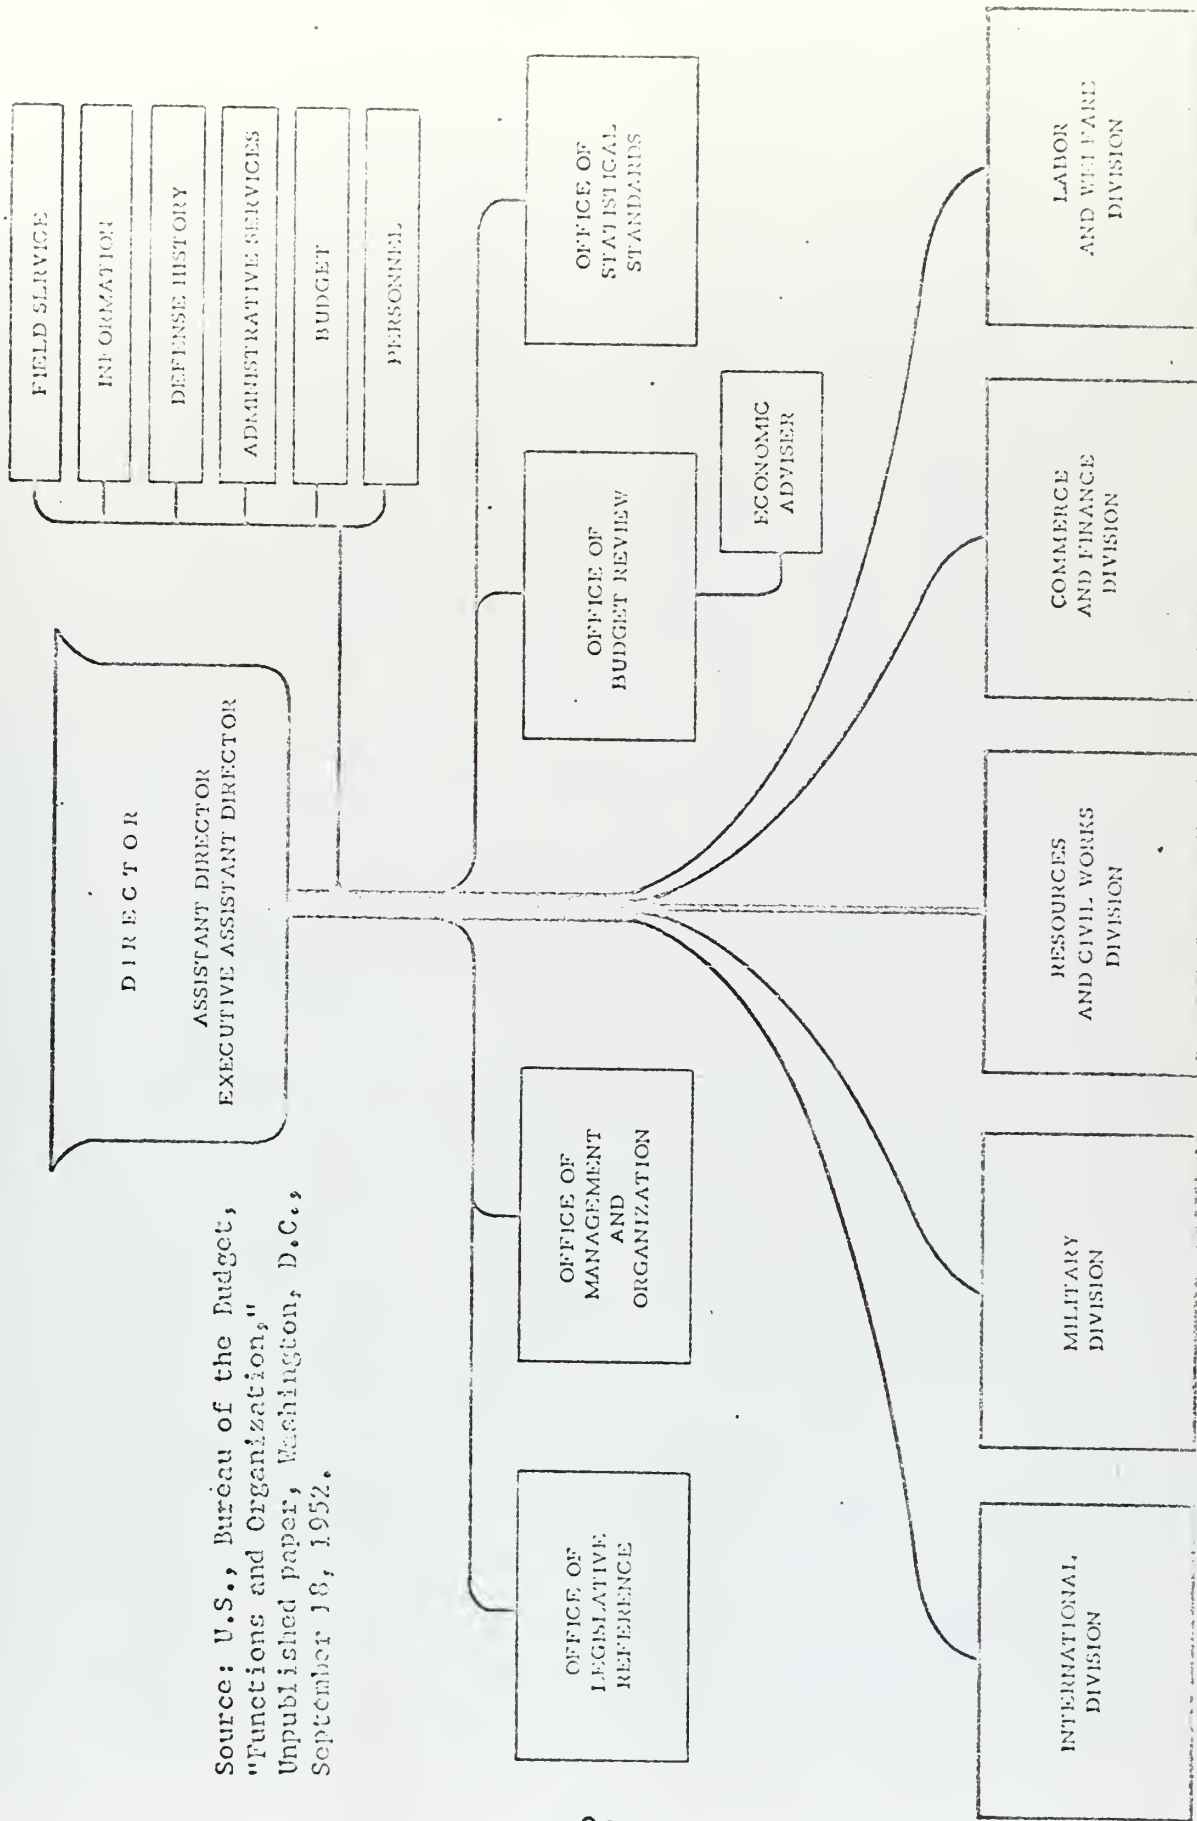 DIRECTOR
ASSISTANT DIRECTOR
EXECUTIVE ASSISTANT DIRECTOR
FIELD SERVICE
INFORMATION
DEFENSE HISTORY
ADMINISTRATIVE SERVICES
BUDGET
PERSONNEL
Source: U.S., Bureau of the Budget,
"Functions and Organization,"
Unpublished paper, Washington, D.C.,
September 18, 1952.
OFFICE OF
LEGISLATIVE
REFERENCE
OFFICE OF
MANAGEMENT
AND
ORGANIZATION
OFFICE OF
BUDGET REVIEW
OFFICE OF
STATISTICAL
STANDARDS
ECONOMIC
ADVISER
INTERNATIONAL
DIVISION
MILITARY
DIVISION
RESOURCES
AND CIVIL WORKS
DIVISION
COMMERCE
AND FINANCE
DIVISION
LABOR
AND WELFARE
DIVISION